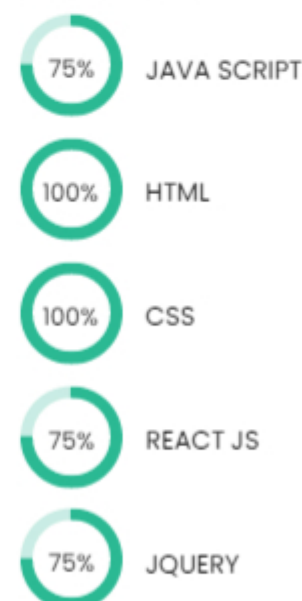 75% JAVA SCRIPT
100% HTML
100% CSS
75% REACT JS
75% JQUERY